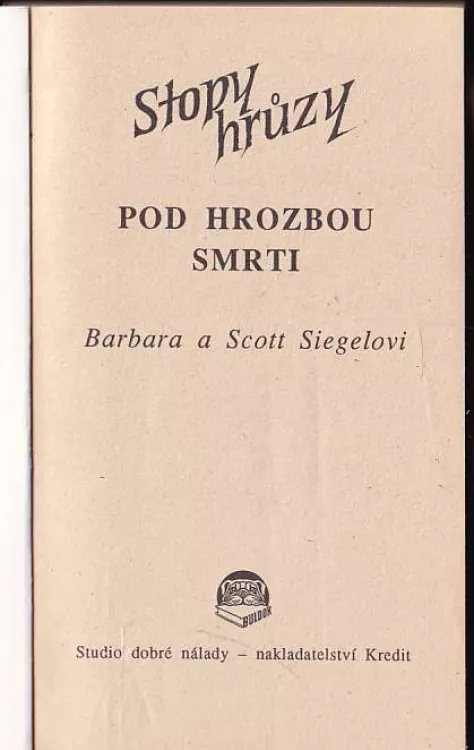 Stopy
hrůzy
POD HROZBOU
SMRTI
Barbara a Scott Siegelovi
BULDOK
Studio dobré nálady – nakladatelství Kredit